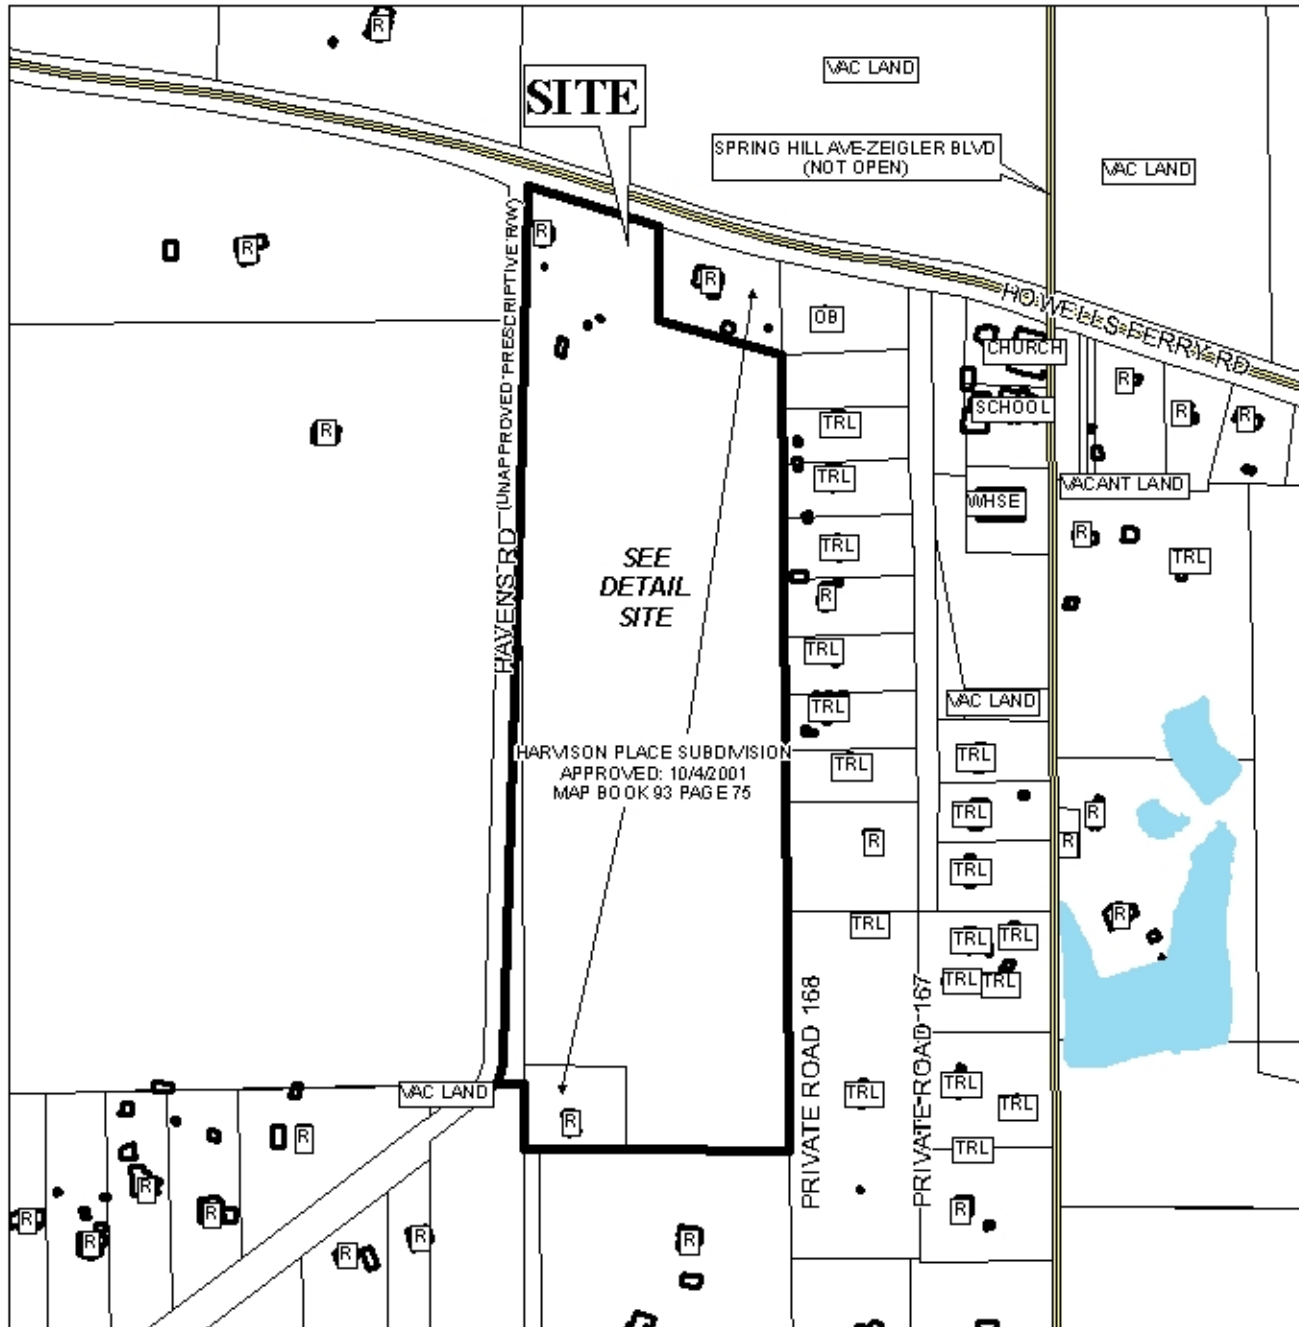 R
VAC LAND
SITE
SPRING HILL AVE-ZEIGLER BLVD
(NOT OPEN)
VAC LAND
R
R
R
HAVENS RD (UNAPPROVED PRESCRIPTIVE R/W)
OB
HOWELLS FERRY RD
CHURCH
R
SCHOOL
R
R
R
TRL
TRL
VACANT LAND
WHSE
R
TRL
TRL
SEE
DETAIL
SITE
R
TRL
VAC LAND
TRL
HARVISON PLACE SUBDIVISION
APPROVED: 10/4/2001
MAP BOOK 93 PAGE 75
TRL
TRL
TRL
R
R
R
TRL
R
TRL
TRL
TRL
TRL
TRL
PRIVATE ROAD 168
PRIVATE ROAD 167
VAC LAND
TRL
TRL
TRL
R
R
TRL
R
R
R
R
R
R
R
R
R